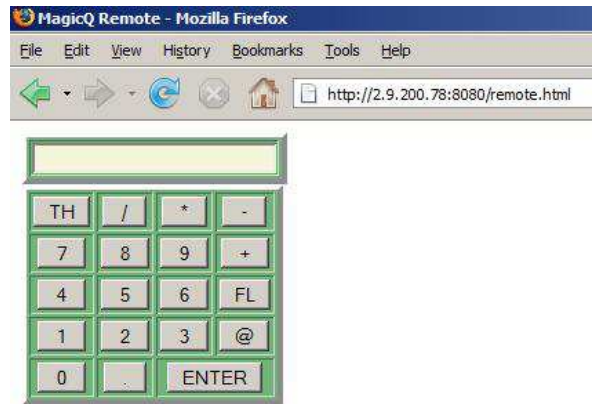 MagicQ Remote - Mozilla Firefox
File Edit View History Bookmarks Tools Help
http://2.9.200.78:8080/remote.html
TH / * -
7 8 9 +
4 5 6 FL
1 2 3 @
0 . ENTER